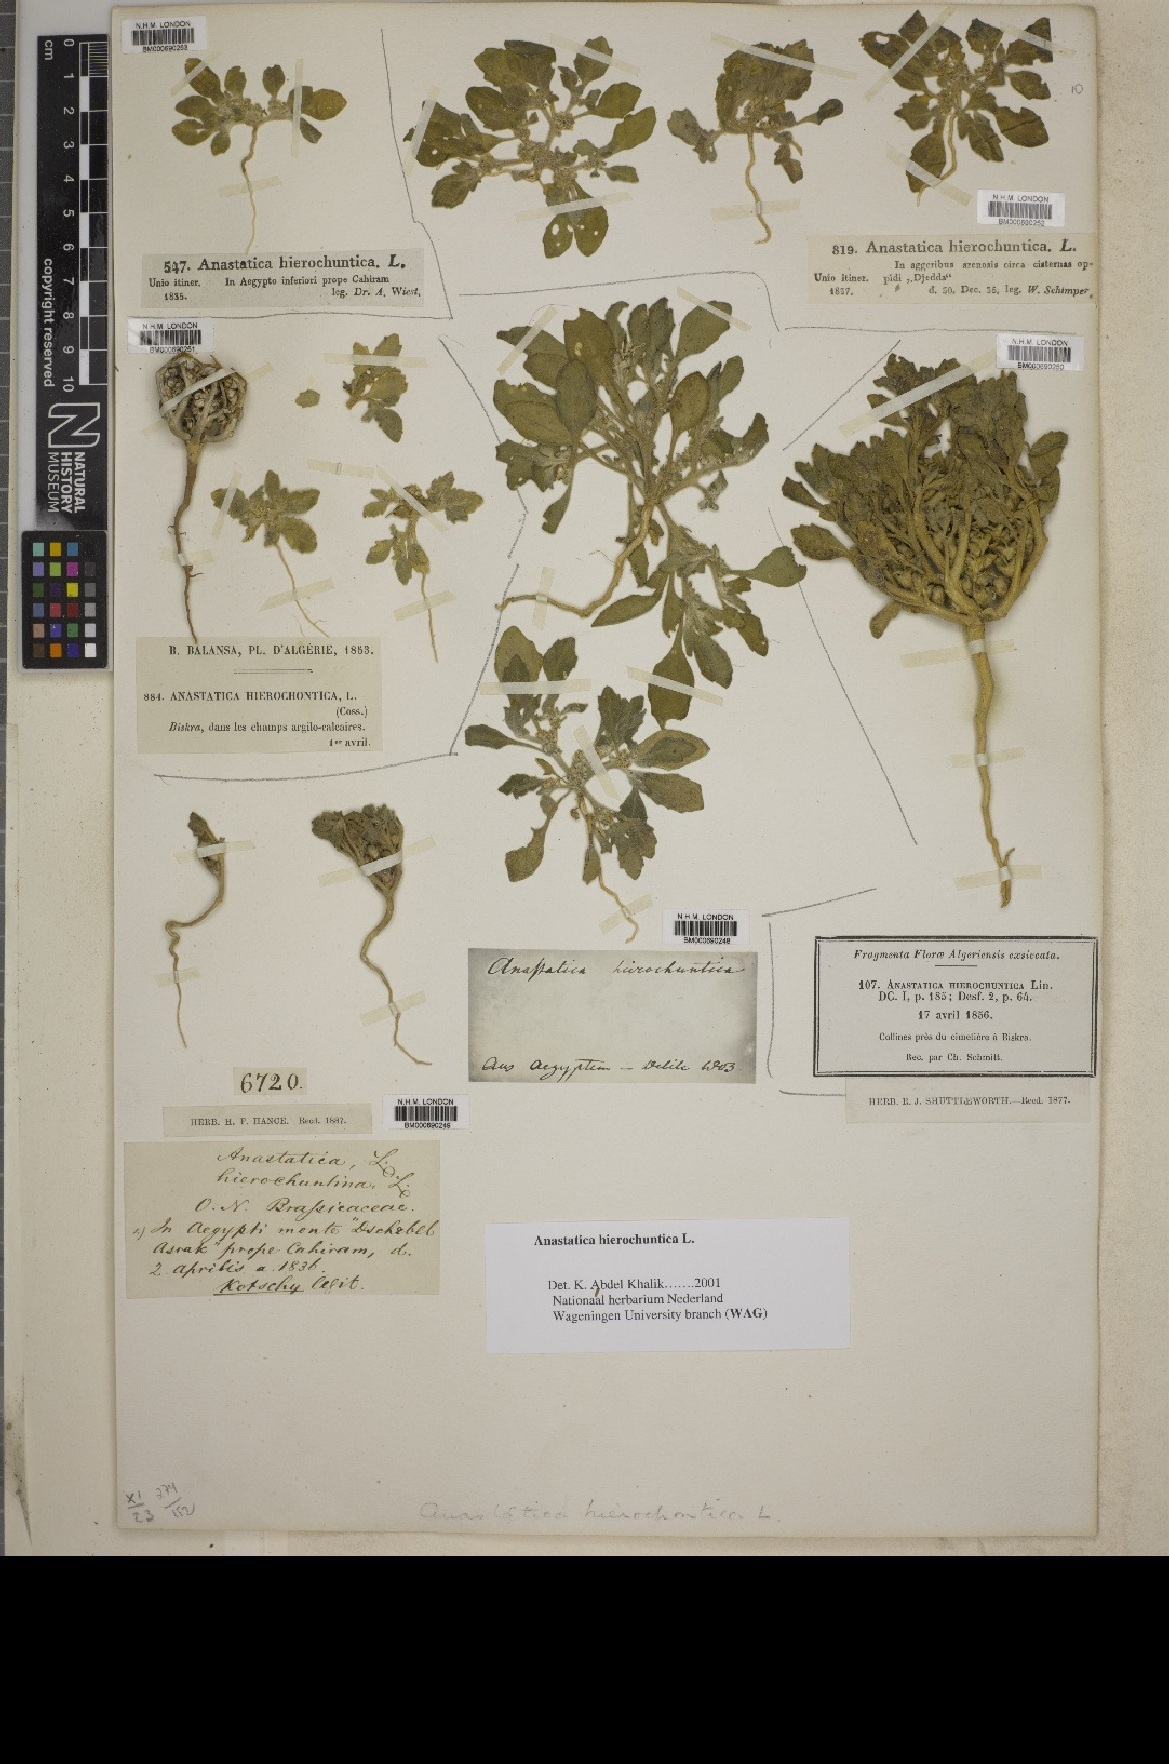 N.H.M. LONDON
BM000690253
10
N.H.M. LONDON
BM000690252
547. Anastatica hierochuntica. L.
Unio itiner. In Aegypto inferiori prope Cahiram
1835. leg. Dr. A. Wiest.
819. Anastatica hierochuntica. L.
In aggeribus arenosis circa cisternas op-
Unio itiner. pidi „Djedda“
1837. d. 30. Dec. 35. leg. W. Schimper.
cm
0
1
2
3
4
5
6
7
8
9
10
copyright reserved
NATURAL
HISTORY
MUSEUM
N.H.M. LONDON
BM000690251
N.H.M. LONDON
BM000690250
B. BALANSA, PL. D'ALGÉRIE, 1853.
884. ANASTATICA HIEROCHONTICA, L.
(Coss.)
Biskra, dans les champs argilo-calcaires.
1er avril.
N.H.M. LONDON
BM000690248
Anastatica hierochuntica
Aus Aegypten — Delile
Fragmenta Floræ Algeriensis exsiccata.
107. ANASTATICA HIEROCHUNTICA Lin.
DC. I, p. 185; Desf. 2, p. 64.
17 avril 1856.
Collines près du cimetière à Biskra.
Rec. par Ch. Schmitt.
HERB. R. J. SHUTTLEWORTH.—Recd. 1877.
6720.
HERB. H. F. HANCE. Recd. 1887.
N.H.M. LONDON
BM000690249
Anastatica, L.
hierochuntina. L.
O. N. Brassicaceae.
In Aegypti monte "Dschebel
Asrak" prope Cahiram, d.
2. Aprilis a. 1836.
Kotschy legit.
Anastatica hierochuntica L.
Det. K. Abdel Khalik.......2001
Nationaal herbarium Nederland
Wageningen University branch (WAG)
XI
23
274
Anastatica hierochontica L.